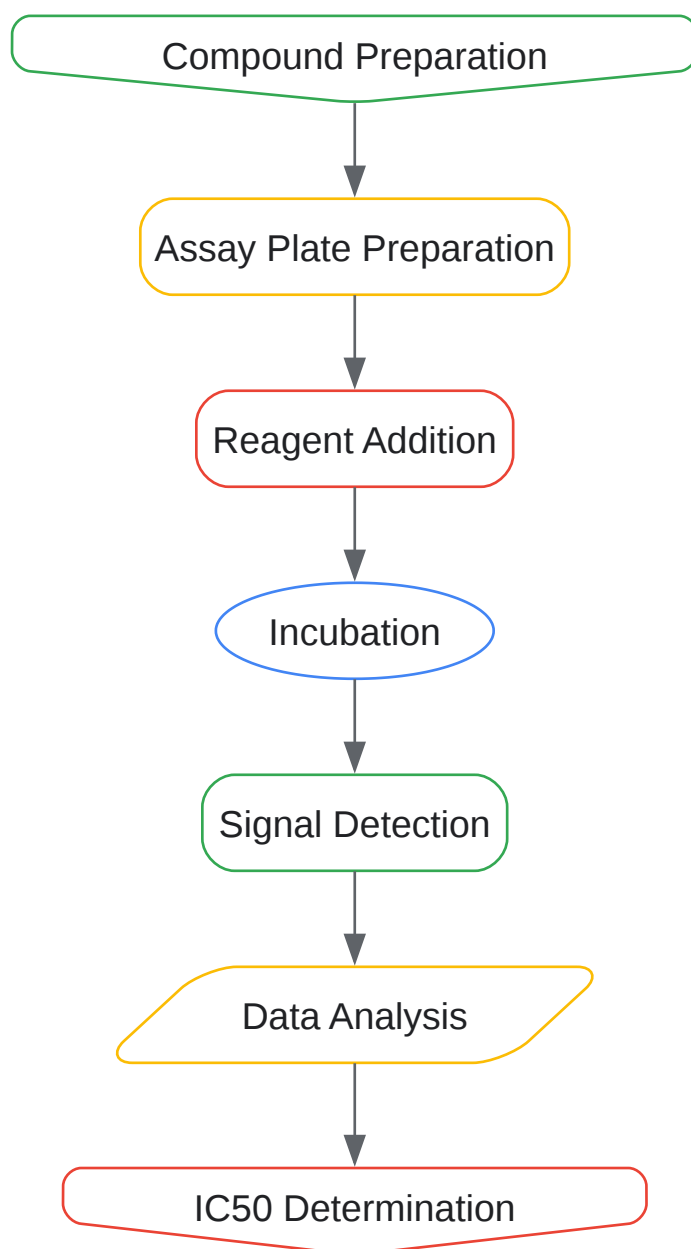 Compound Preparation
Assay Plate Preparation
Reagent Addition
Incubation
Signal Detection
Data Analysis
IC50 Determination